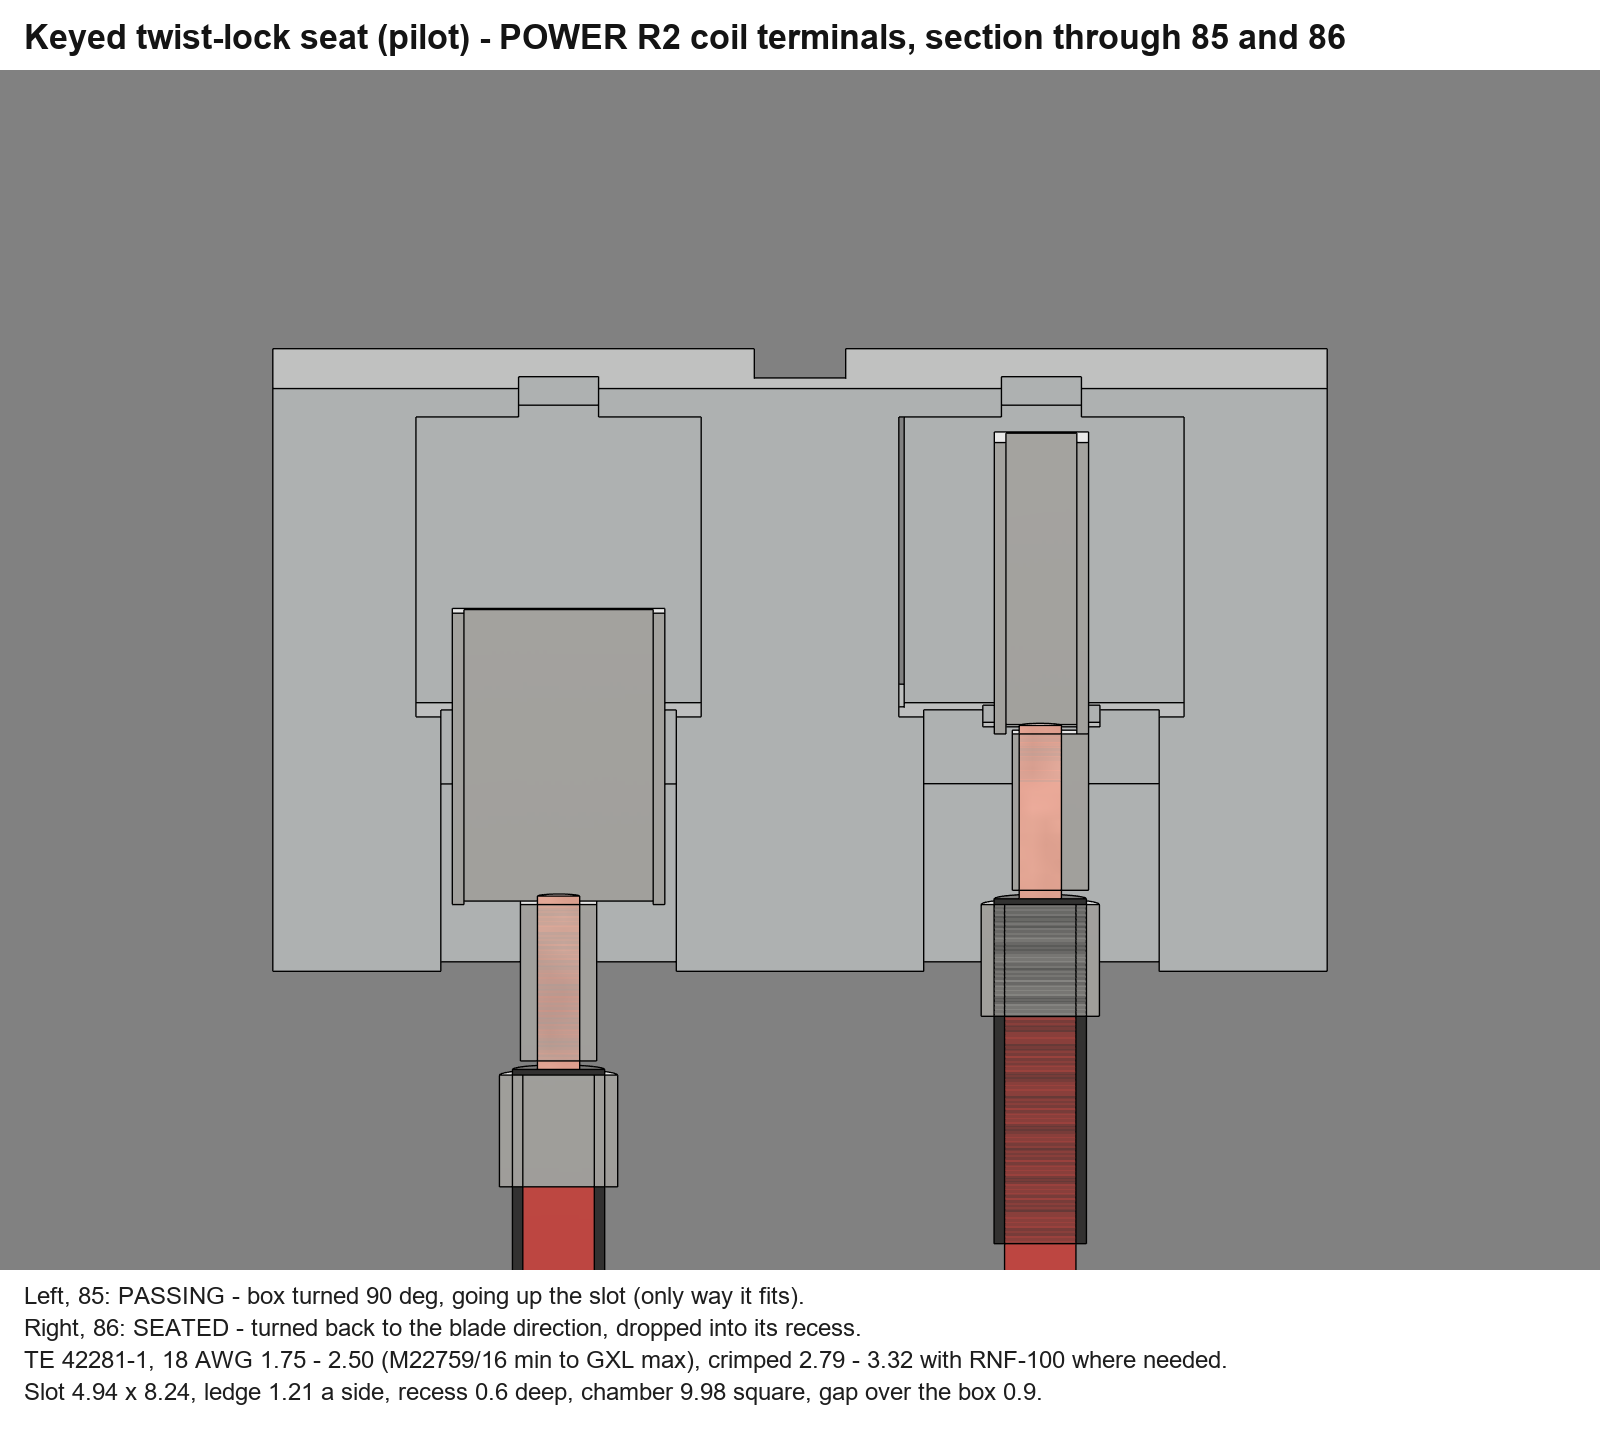 Keyed twist-lock seat (pilot) - POWER R2 coil terminals, section through 85 and 86
Left, 85: PASSING - box turned 90 deg, going up the slot (only way it fits).
Right, 86: SEATED - turned back to the blade direction, dropped into its recess.
TE 42281-1, 18 AWG 1.75 - 2.50 (M22759/16 min to GXL max), crimped 2.79 - 3.32 with RNF-100 where needed.
Slot 4.94 x 8.24, ledge 1.21 a side, recess 0.6 deep, chamber 9.98 square, gap over the box 0.9.